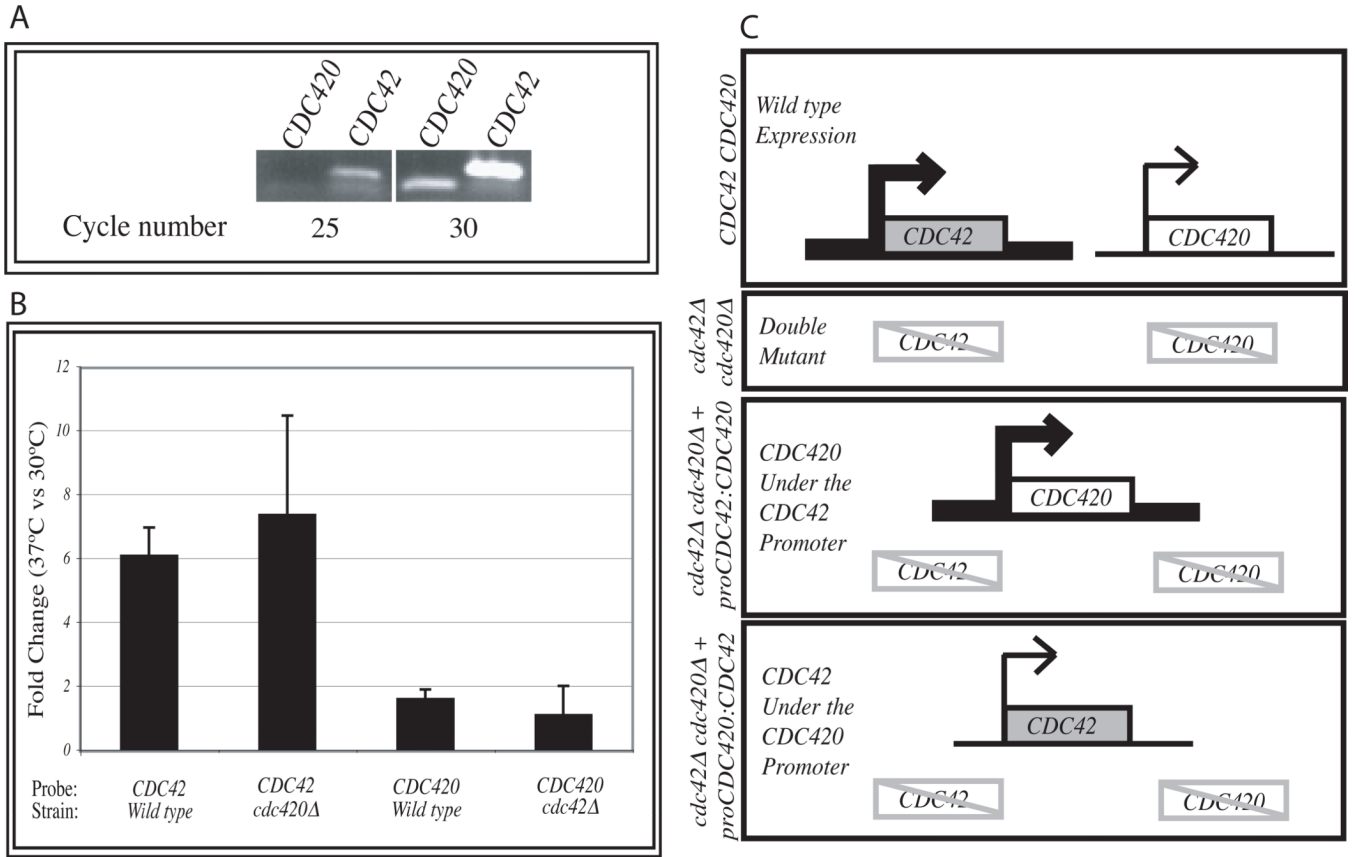 A
CDC420
CDC42
CDC420
CDC42
Cycle number
25
30
B
Fold Change (37ºC vs 30ºC)
12
10
8
6
4
2
0
Probe:
Strain:
CDC42
Wild type
CDC42
cdc420Δ
CDC420
Wild type
CDC420
cdc42Δ
C
CDC42 CDC420
Wild type
Expression
CDC42
CDC420
cdc42Δ
cdc420Δ
Double
Mutant
CDC42
CDC420
cdc42Δ cdc420Δ +
proCDC42:CDC420
CDC420
Under the
CDC42
Promoter
CDC420
CDC42
CDC420
cdc42Δ cdc420Δ +
proCDC420:CDC42
CDC42
Under the
CDC420
Promoter
CDC42
CDC42
CDC420